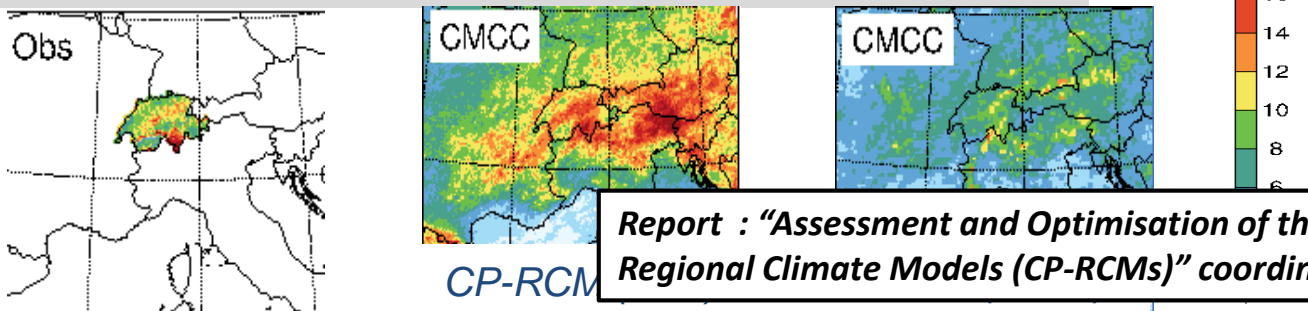 Obs
CMCC
CMCC
14
12
10
8
Report : “Assessment and Optimisation of th
Regional Climate Models (CP-RCMs)” coordin
CP-RCM